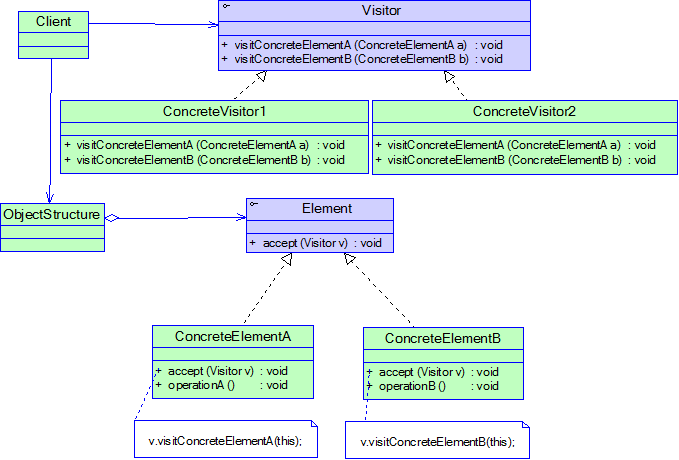 Client
Visitor
+ visitConcreteElementA (ConcreteElementA a) : void
+ visitConcreteElementB (ConcreteElementB b) : void
ConcreteVisitor1
+ visitConcreteElementA (ConcreteElementA a) : void
+ visitConcreteElementB (ConcreteElementB b) : void
ConcreteVisitor2
+ visitConcreteElementA (ConcreteElementA a) : void
+ visitConcreteElementB (ConcreteElementB b) : void
ObjectStructure
Element
+ accept (Visitor v) : void
ConcreteElementA
+ accept (Visitor v) : void
+ operationA () : void
ConcreteElementB
+ accept (Visitor v) : void
+ operationB () : void
v.visitConcreteElementA(this);
v.visitConcreteElementB(this);